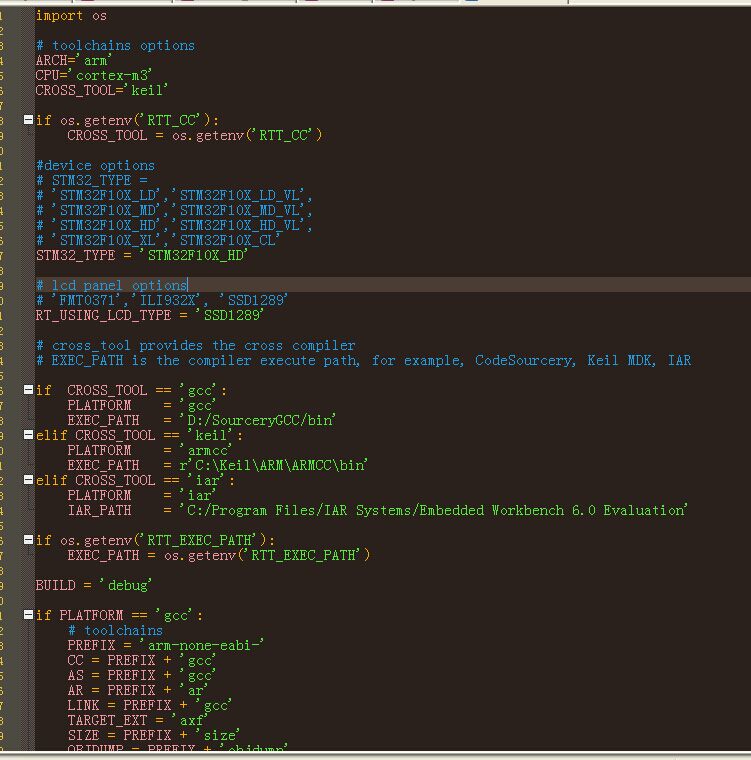 import os
# toolchains options
ARCH='arm'
CPU='cortex-m3'
CROSS_TOOL='keil'
if os.getenv('RTT_CC'):
    CROSS_TOOL = os.getenv('RTT_CC')
#device options
# STM32_TYPE =
# 'STM32F10X_LD','STM32F10X_LD_VL',
# 'STM32F10X_MD','STM32F10X_MD_VL',
# 'STM32F10X_HD','STM32F10X_HD_VL',
# 'STM32F10X_XL','STM32F10X_CL'
STM32_TYPE = 'STM32F10X_HD'
# lcd panel options
# 'FMT0371','ILI932X', 'SSD1289'
RT_USING_LCD_TYPE = 'SSD1289'
# cross_tool provides the cross compiler
# EXEC_PATH is the compiler execute path, for example, CodeSourcery, Keil MDK, IAR
if  CROSS_TOOL == 'gcc':
    PLATFORM    = 'gcc'
    EXEC_PATH   = 'D:/SourceryGCC/bin'
elif CROSS_TOOL == 'keil':
    PLATFORM    = 'armcc'
    EXEC_PATH   = r'C:\Keil\ARM\ARMCC\bin'
elif CROSS_TOOL == 'iar':
    PLATFORM    = 'iar'
    IAR_PATH    = 'C:/Program Files/IAR Systems/Embedded Workbench 6.0 Evaluation'
if os.getenv('RTT_EXEC_PATH'):
    EXEC_PATH = os.getenv('RTT_EXEC_PATH')
BUILD = 'debug'
if PLATFORM == 'gcc':
    # toolchains
    PREFIX = 'arm-none-eabi-'
    CC = PREFIX + 'gcc'
    AS = PREFIX + 'gcc'
    AR = PREFIX + 'ar'
    LINK = PREFIX + 'gcc'
    TARGET_EXT = 'axf'
    SIZE = PREFIX + 'size'
    OBJDUMP = PREFIX + 'objdump'